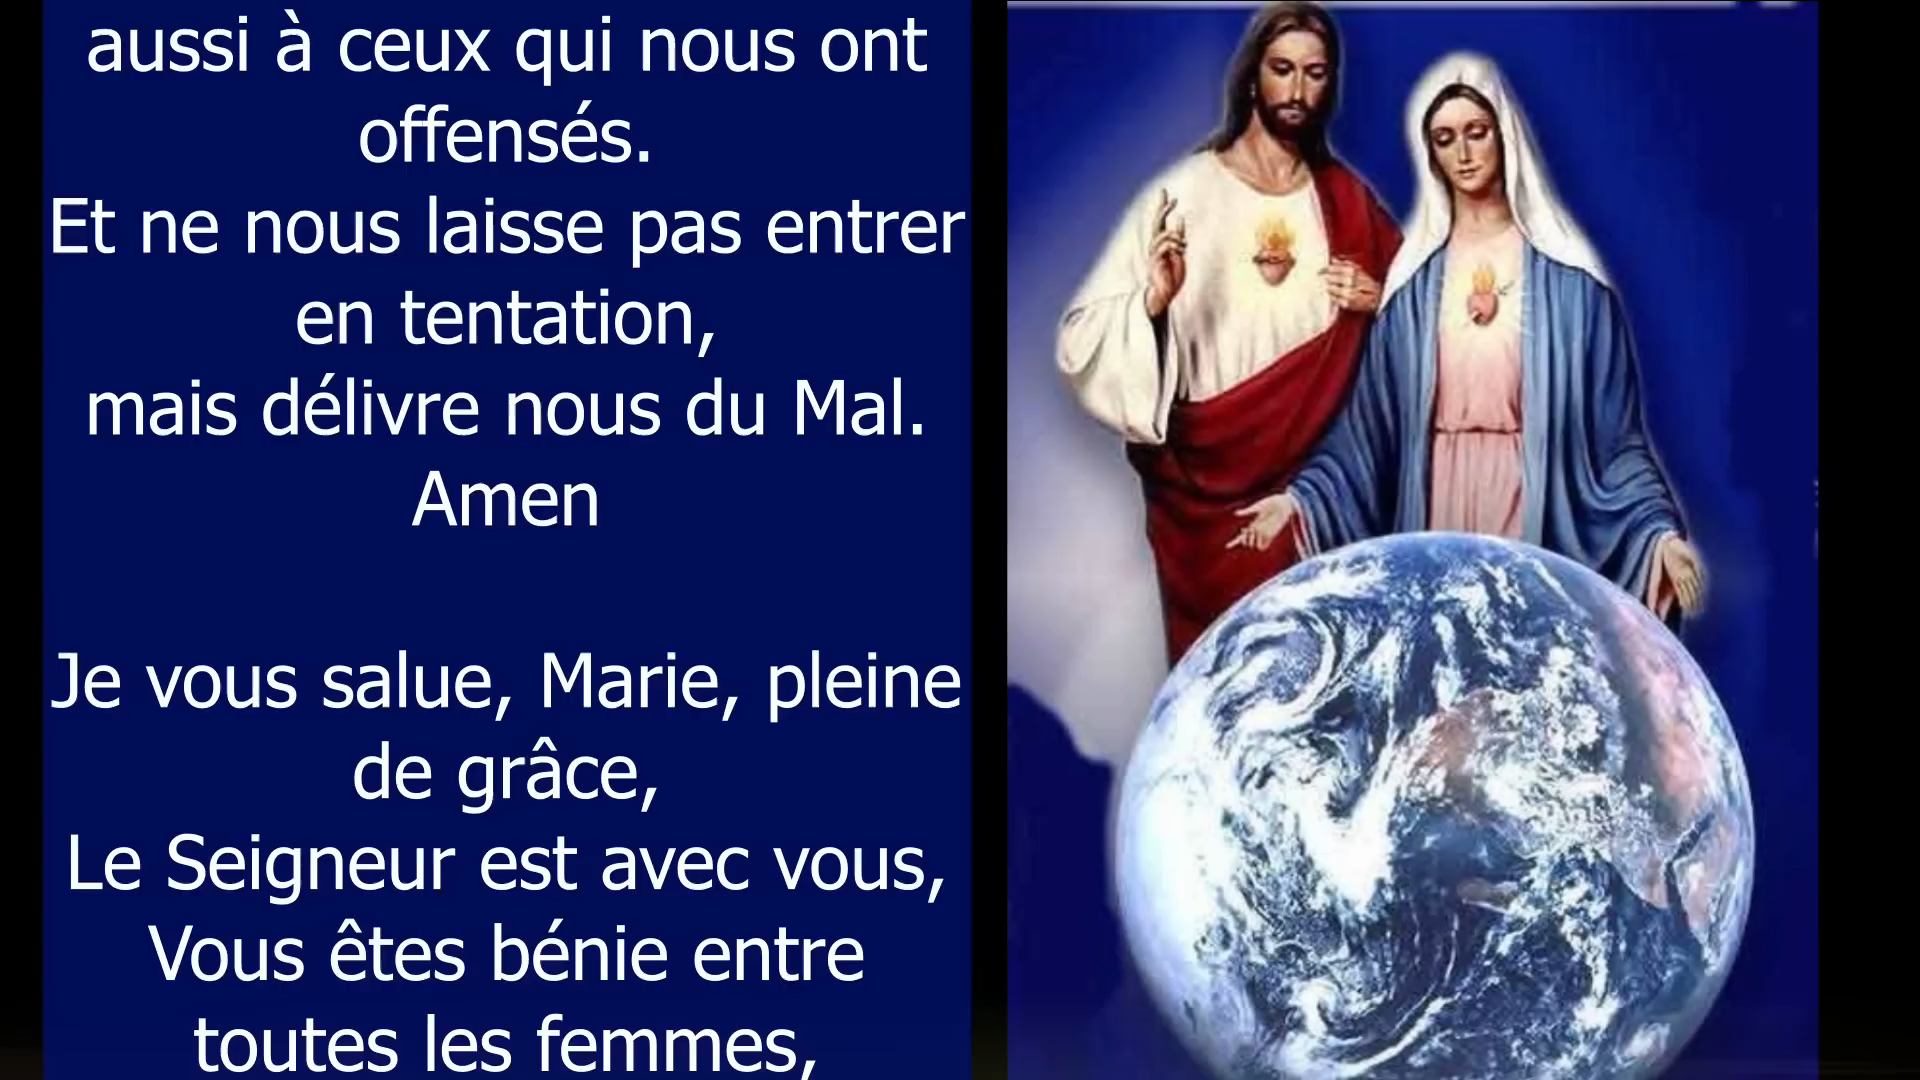 aussi à ceux qui nous ont
offensés.
Et ne nous laisse pas entrer
en tentation,
mais délivre nous du Mal.
Amen
Je vous salue, Marie, pleine
de grâce,
Le Seigneur est avec vous,
Vous êtes bénie entre
toutes les femmes,